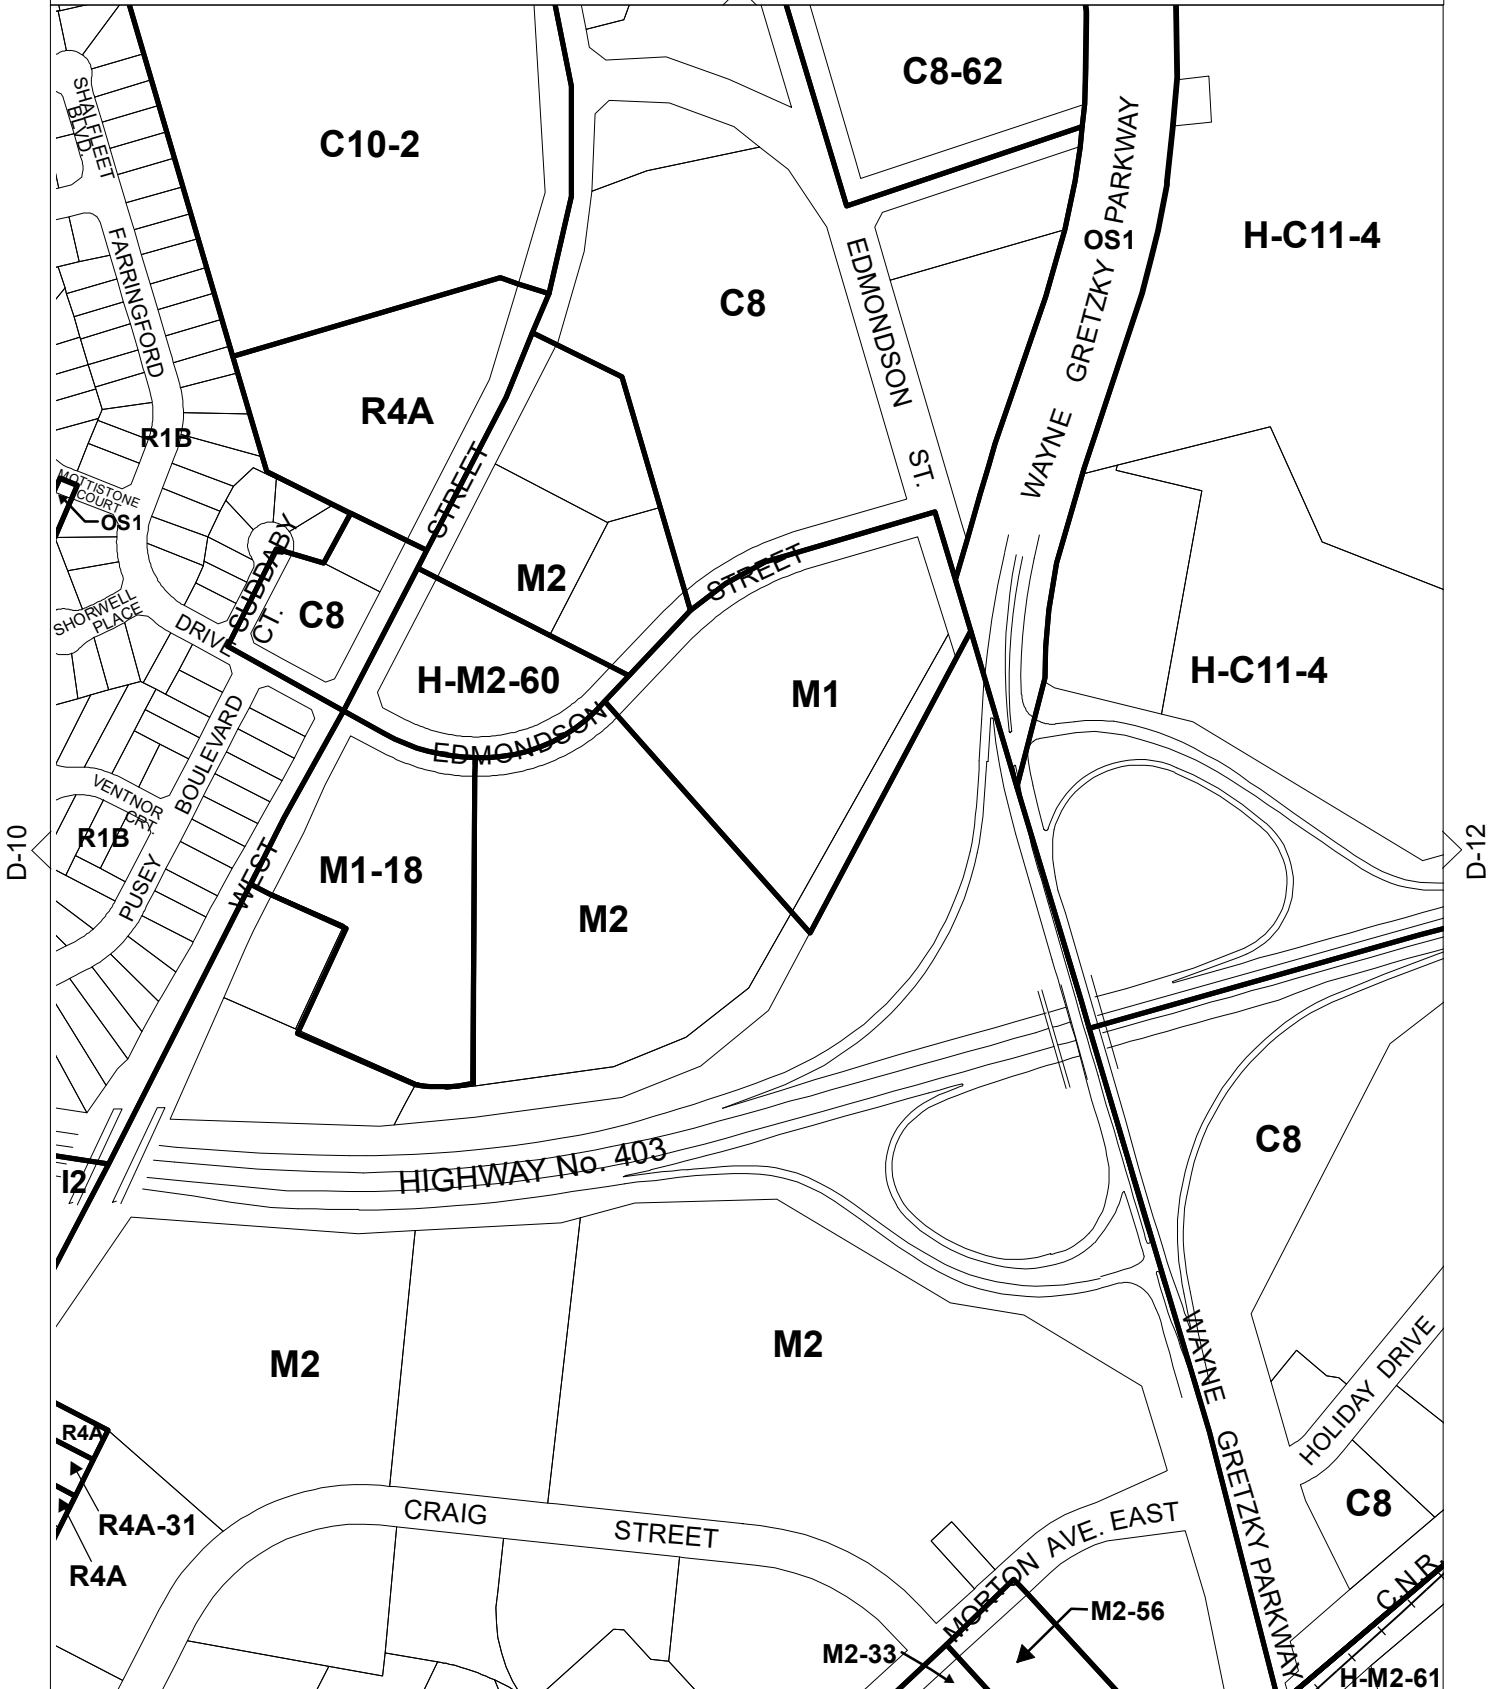 C8-62
SHALFLEET
BLVD.
C10-2
WAYNE GRETZKY PARKWAY
OS1
H-C11-4
FARRINGFORD
EDMONDSON ST.
C8
R4A
R1B
MOTTISTONE
COURT
OS1
STREET
M2
STREET
SUDDABY
CT.
C8
SHORWELL
PLACE
DRIVE
H-M2-60
M1
H-C11-4
EDMONDSON
BOULEVARD
VENTNOR
CRT.
R1B
D-10
D-12
PUSEY
WEST
M1-18
M2
C8
HIGHWAY No. 403
I2
M2
M2
WAYNE GRETZKY PARKWAY
HOLIDAY DRIVE
R4A
R4A-31
R4A
CRAIG STREET
MORTON AVE. EAST
C8
C.N.R.
M2-56
M2-33
H-M2-61